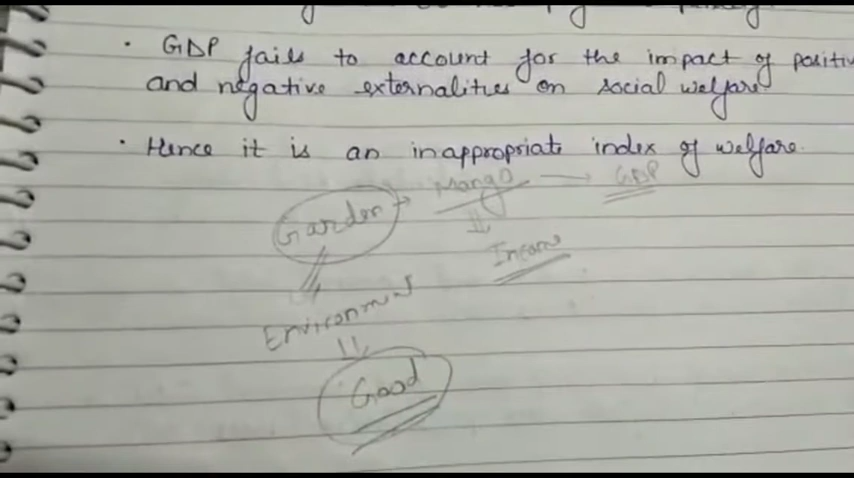 • GDP fails to account for the impact of positiv
and negative externalities on social welfare
• Hence it is an inappropriate index of welfare.
Garden → Mango → GDP
Income
Environment
Good